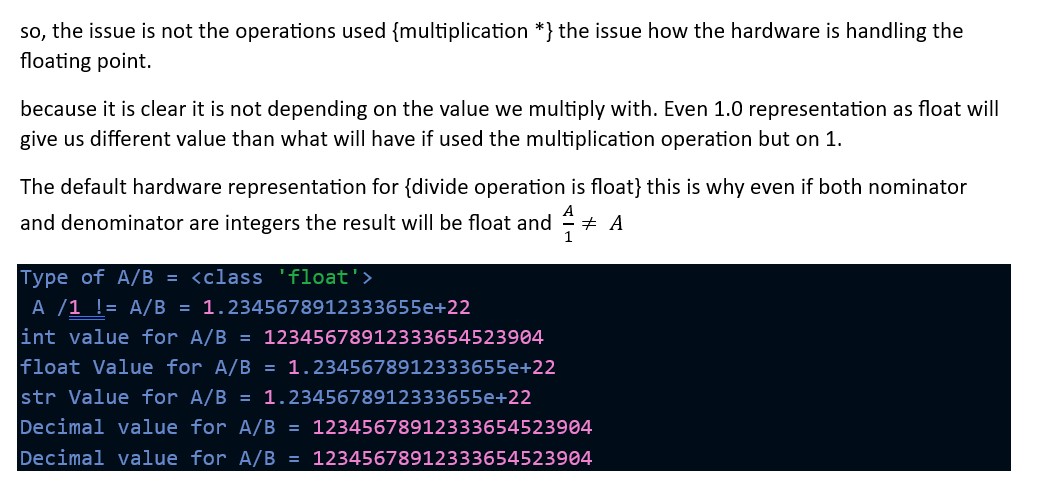 so, the issue is not the operations used {multiplication *} the issue how the hardware is handling the
floating point.
because it is clear it is not depending on the value we multiply with. Even 1.0 representation as float will
give us different value than what will have if used the multiplication operation but on 1.
The default hardware representation for {divide operation is float} this is why even if both nominator
and denominator are integers the result will be float and A/1 ≠ A
Type of A/B = <class 'float'>
A /1 != A/B = 1.2345678912333655e+22
int value for A/B = 12345678912333654523904
float Value for A/B = 1.2345678912333655e+22
str Value for A/B = 1.2345678912333655e+22
Decimal value for A/B = 12345678912333654523904
Decimal value for A/B = 12345678912333654523904